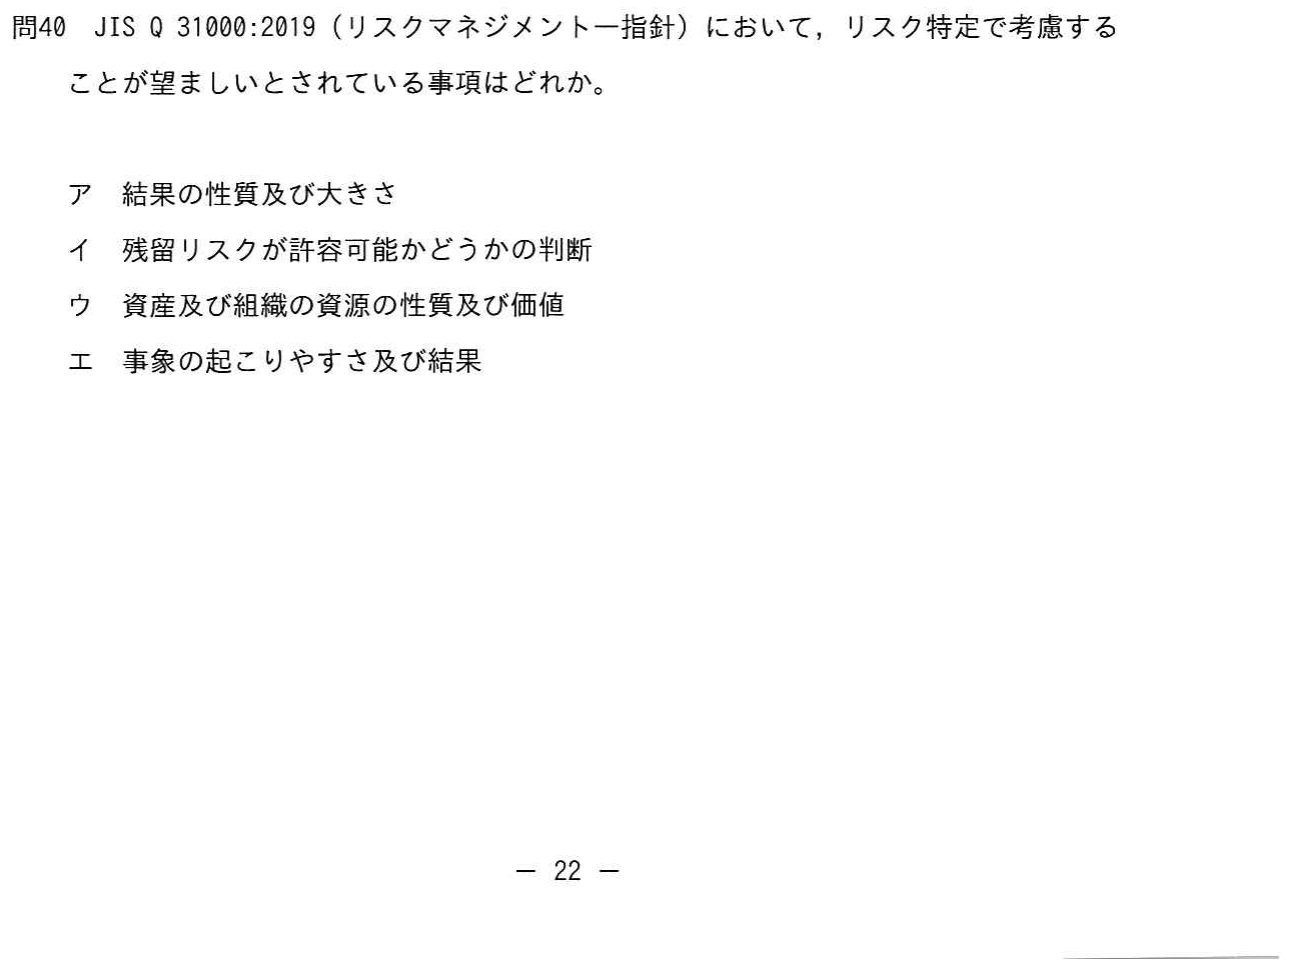 問40　JIS Q 31000:2019（リスクマネジメント－指針）において，リスク特定で考慮する
ことが望ましいとされている事項はどれか。
ア　結果の性質及び大きさ
イ　残留リスクが許容可能かどうかの判断
ウ　資産及び組織の資源の性質及び価値
エ　事象の起こりやすさ及び結果
－ 22 －